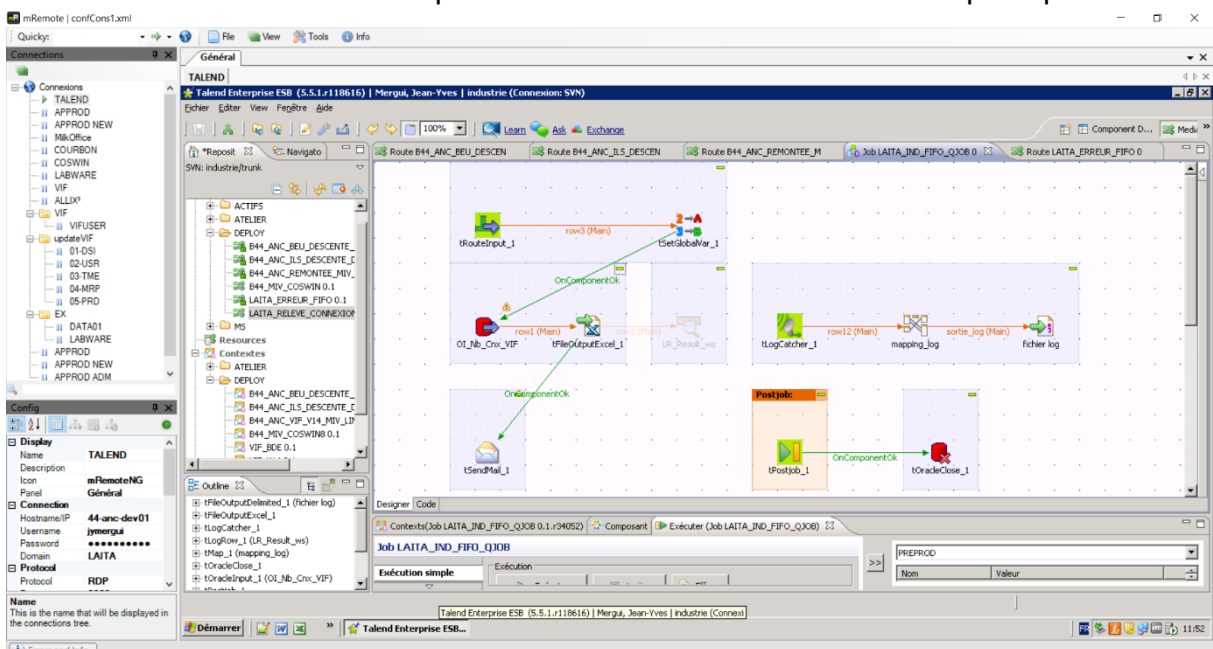 mRemote | confCons1.xml
Quicky:
File View Tools Info
Connections
Général
TALEND
Connexions
TALEND
APPROD
APPROD NEW
MilkOffice
COURBON
COSWIN
LABWARE
VIF
ALLIX²
VIF
VIFUSER
updateVIF
01-DSI
02-USR
03-TME
04-MRP
05-PRD
EX
DATA01
LABWARE
APPROD
APPROD NEW
APPROD ADM
Config
Display
Name TALEND
Description
Icon mRemoteNG
Panel Général
Connection
Hostname/IP 44-anc-dev01
Username jymergui
Password ●●●●●●●●●●
Domain LAITA
Protocol
Protocol RDP
Name
This is the name that will be displayed in
the connections tree.
Talend Enterprise ESB (5.5.1.r118616) | Mergui, Jean-Yves | industrie (Connexion: SVN)
Fichier Editer View Fenêtre Aide
100% Learn Ask Exchange
Component D... Medi »
*Reposit Navigato
SVN: industrie/trunk
ACTIFS
ATELIER
DEPLOY
B44_ANC_BEU_DESCENTE_
B44_ANC_ILS_DESCENTE_D
B44_ANC_REMONTEE_MIV_
B44_MIV_COSWIN 0.1
LAITA_ERREUR_FIFO 0.1
LAITA_RELEVE_CONNEXION
MS
Resources
Contextes
ATELIER
DEPLOY
B44_ANC_BEU_DESCENTE_
B44_ANC_ILS_DESCENTE_D
B44_ANC_VIF_V14_MIV_LIM
B44_MIV_COSWIN8 0.1
VIF_BDE 0.1
Outline
tFileOutputDelimited_1 (fichier log)
tFileOutputExcel_1
tLogCatcher_1
tLogRow_1 (LR_Result_ws)
tMap_1 (mapping_log)
tOracleClose_1
tOracleInput_1 (OI_Nb_Cnx_VIF)
Route B44_ANC_BEU_DESCEN Route B44_ANC_ILS_DESCEN Route B44_ANC_REMONTEE_M Job LAITA_IND_FIFO_QJOB 0 Route LAITA_ERREUR_FIFO 0
row3 (Main)
tRouteInput_1 tSetGlobalVar_1
OnComponentOk
row1 (Main) row2 (Main)
OI_Nb_Cnx_VIF tFileOutputExcel_1 LR_Result_ws
row12 (Main) sortie_log (Main)
tLogCatcher_1 mapping_log fichier log
OnComponentOk
Postjob:
OnComponentOk
tSendMail_1 tPostjob_1 tOracleClose_1
Designer Code
Contexts(Job LAITA_IND_FIFO_QJOB 0.1.r34052) Composant Exécuter (Job LAITA_IND_FIFO_QJOB)
Job LAITA_IND_FIFO_QJOB
Exécution simple
Exécution
>>
PREPROD
Nom Valeur
Talend Enterprise ESB (5.5.1.r118616) | Mergui, Jean-Yves | industrie (Connexi
Démarrer » Talend Enterprise ESB...
FR 11:52